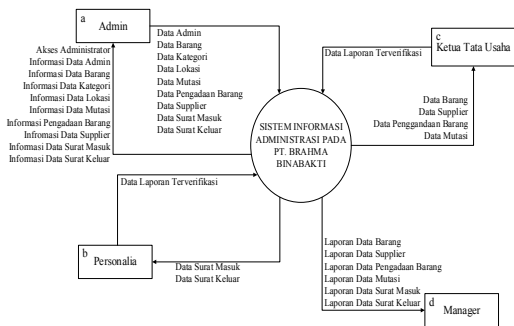 a
Admin
Akses Administrator
Informasi Data Admin
Informasi Data Barang
Informasi Data Kategori
Informasi Data Lokasi
Informasi Data Mutasi
Informasi Pengadaan Barang
Infromasi Data Supplier
Informasi Data Surat Masuk
Informasi Data Surat Keluar
Data Admin
Data Barang
Data Kategori
Data Lokasi
Data Mutasi
Data Pengadaan Barang
Data Supplier
Data Surat Masuk
Data Surat Keluar
c
Ketua Tata Usaha
Data Laporan Terverifikasi
Data Barang
Data Supplier
Data Penggandaan Barang
Data Mutasi
SISTEM INFORMASI
ADMINISTRASI PADA
PT. BRAHMA
BINABAKTI
Data Laporan Terverifikasi
b
Personalia
Data Surat Masuk
Data Surat Keluar
Laporan Data Barang
Laporan Data Supplier
Laporan Data Pengadaan Barang
Laporan Data Mutasi
Laporan Data Surat Masuk
Laporan Data Surat Keluar
d
Manager